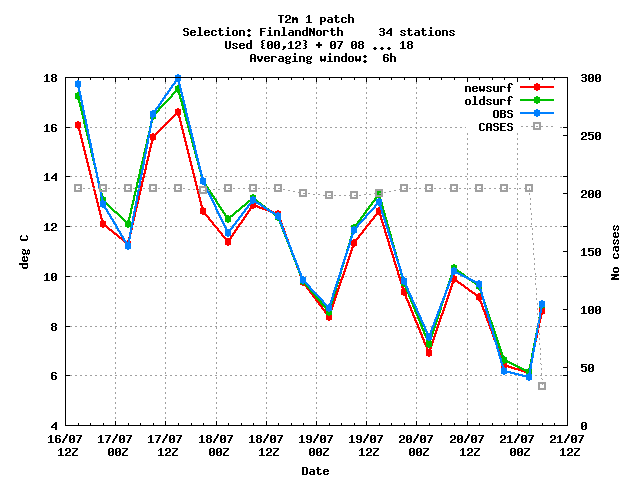 T2m 1 patch
Selection: FinlandNorth 34 stations
Used {00,12} + 07 08 ... 18
Averaging window: 6h
newsurf
oldsurf
OBS
CASES
18
16
14
12
10
8
6
4
deg C
300
250
200
150
100
50
0
No cases
16/07 17/07 17/07 18/07 18/07 19/07 19/07 20/07 20/07 21/07 21/07
12Z 00Z 12Z 00Z 12Z 00Z 12Z 00Z 12Z 00Z 12Z
Date